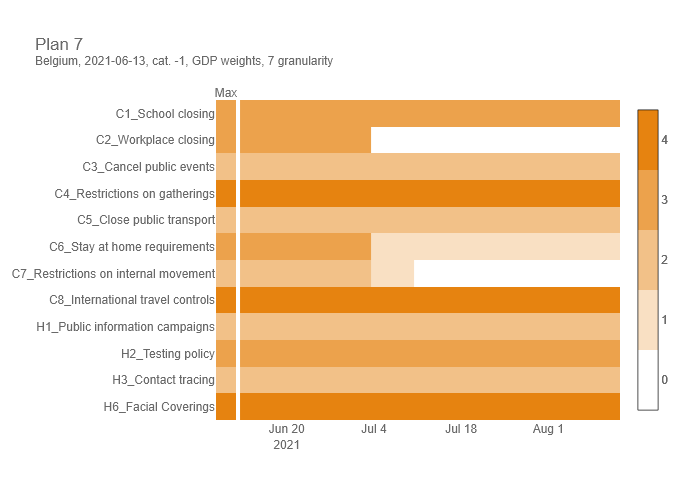 Plan 7
Belgium, 2021-06-13, cat. -1, GDP weights, 7 granularity
Max
C1_School closing
C2_Workplace closing
C3_Cancel public events
C4_Restrictions on gatherings
C5_Close public transport
C6_Stay at home requirements
C7_Restrictions on internal movement
C8_International travel controls
H1_Public information campaigns
H2_Testing policy
H3_Contact tracing
H6_Facial Coverings
Jun 20 Jul 4 Jul 18 Aug 1
2021
4
3
2
1
0